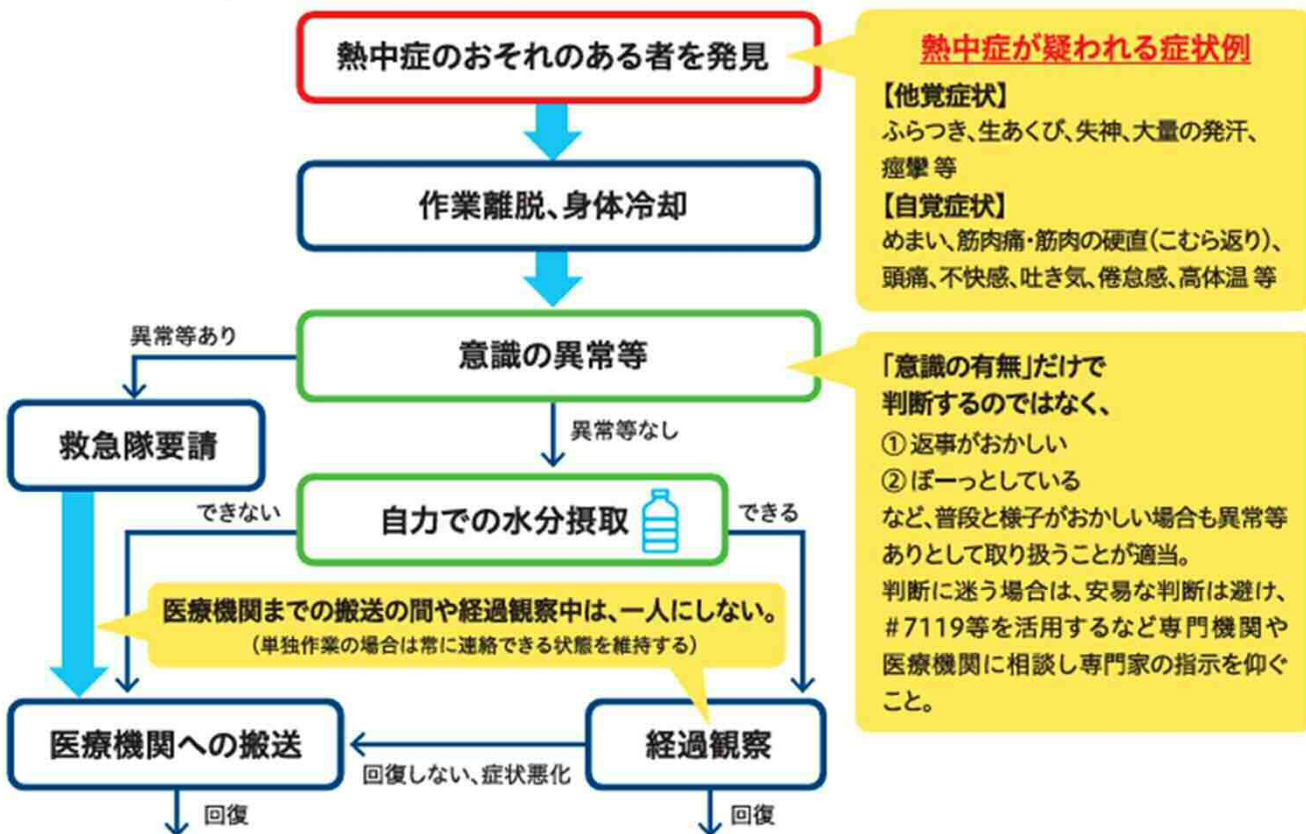 熱中症のおそれのある者を発見
熱中症が疑われる症状例
【他覚症状】
ふらつき、生あくび、失神、大量の発汗、
痙攣 等
【自覚症状】
めまい、筋肉痛・筋肉の硬直(こむら返り)、
頭痛、不快感、吐き気、倦怠感、高体温 等
作業離脱、身体冷却
異常等あり
意識の異常等
「意識の有無」だけで
判断するのではなく、
① 返事がおかしい
② ぼーっとしている
など、普段と様子がおかしい場合も異常等
ありとして取り扱うことが適当。
判断に迷う場合は、安易な判断は避け、
#7119等を活用するなど専門機関や
医療機関に相談し専門家の指示を仰ぐ
こと。
救急隊要請
異常等なし
できない
自力での水分摂取
できる
医療機関までの搬送の間や経過観察中は、一人にしない。
(単独作業の場合は常に連絡できる状態を維持する)
医療機関への搬送
回復しない、症状悪化
経過観察
回復
回復